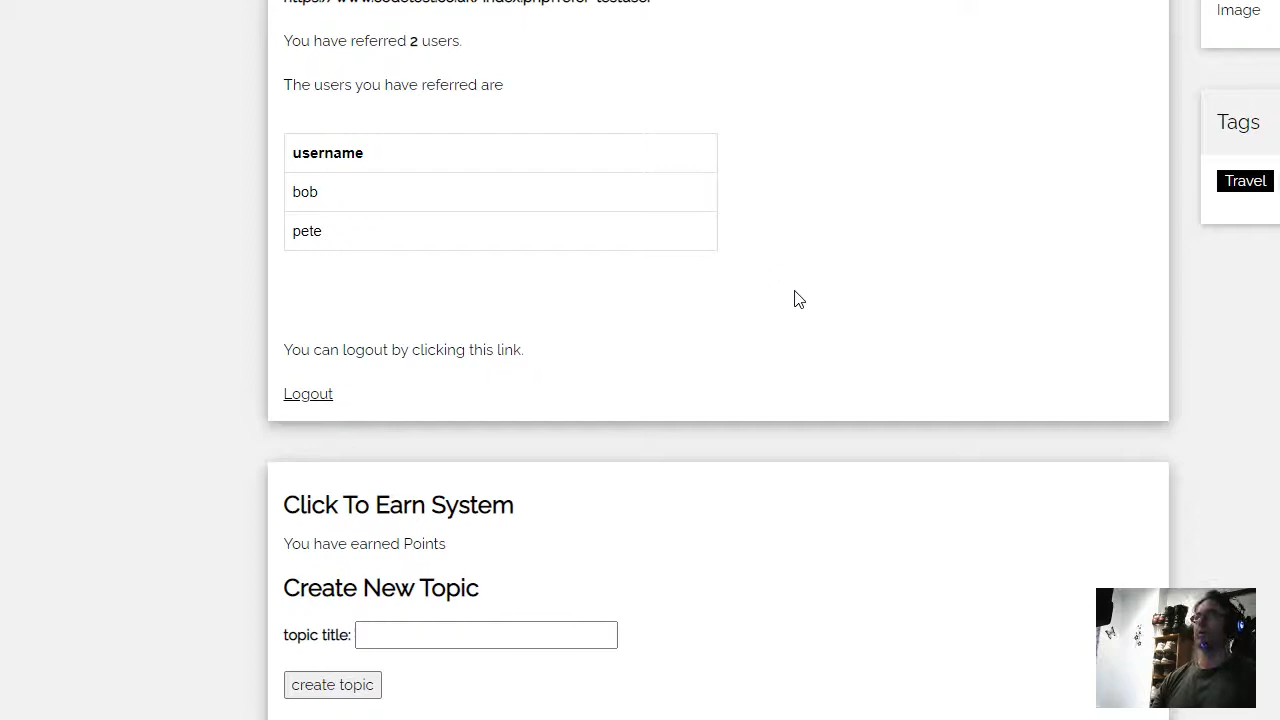 You have referred 2 users.
The users you have referred are
username
bob
pete
You can logout by clicking this link.
Logout
Click To Earn System
You have earned Points
Create New Topic
topic title:
create topic
Image
Tags
Travel